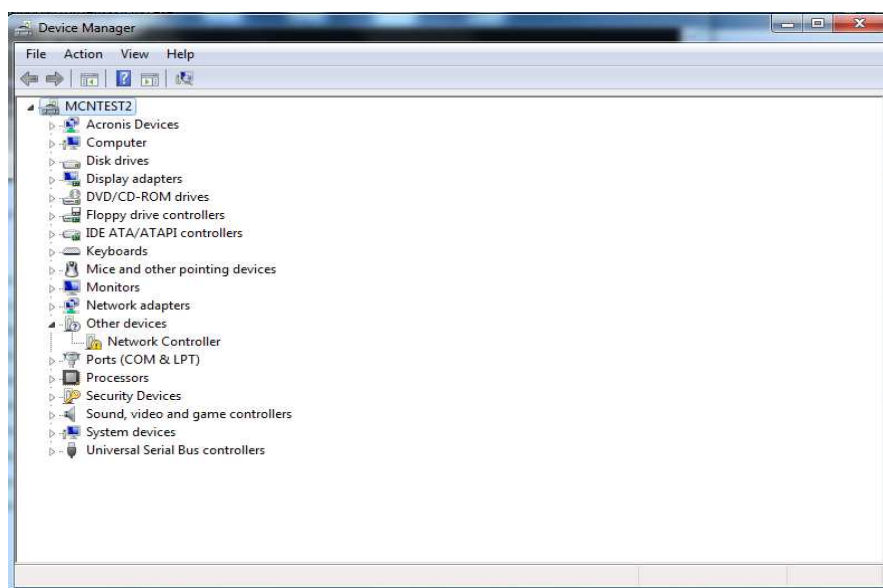 Device Manager
File Action View Help
MCNTEST2
Acronis Devices
Computer
Disk drives
Display adapters
DVD/CD-ROM drives
Floppy drive controllers
IDE ATA/ATAPI controllers
Keyboards
Mice and other pointing devices
Monitors
Network adapters
Other devices
Network Controller
Ports (COM & LPT)
Processors
Security Devices
Sound, video and game controllers
System devices
Universal Serial Bus controllers